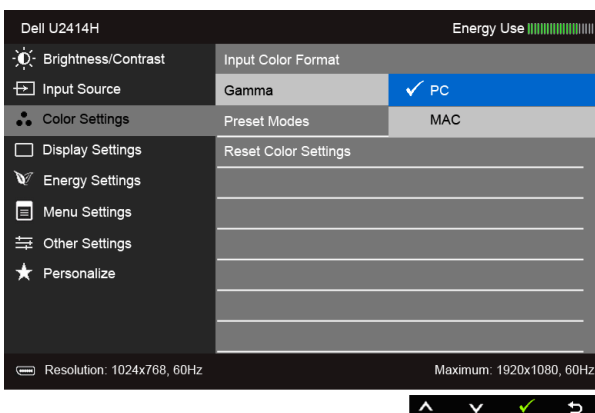 Dell U2414H
Energy Use
Brightness/Contrast
Input Color Format
Input Source
Gamma
PC
Color Settings
Preset Modes
MAC
Display Settings
Reset Color Settings
Energy Settings
Menu Settings
Other Settings
Personalize
Resolution: 1024x768, 60Hz
Maximum: 1920x1080, 60Hz